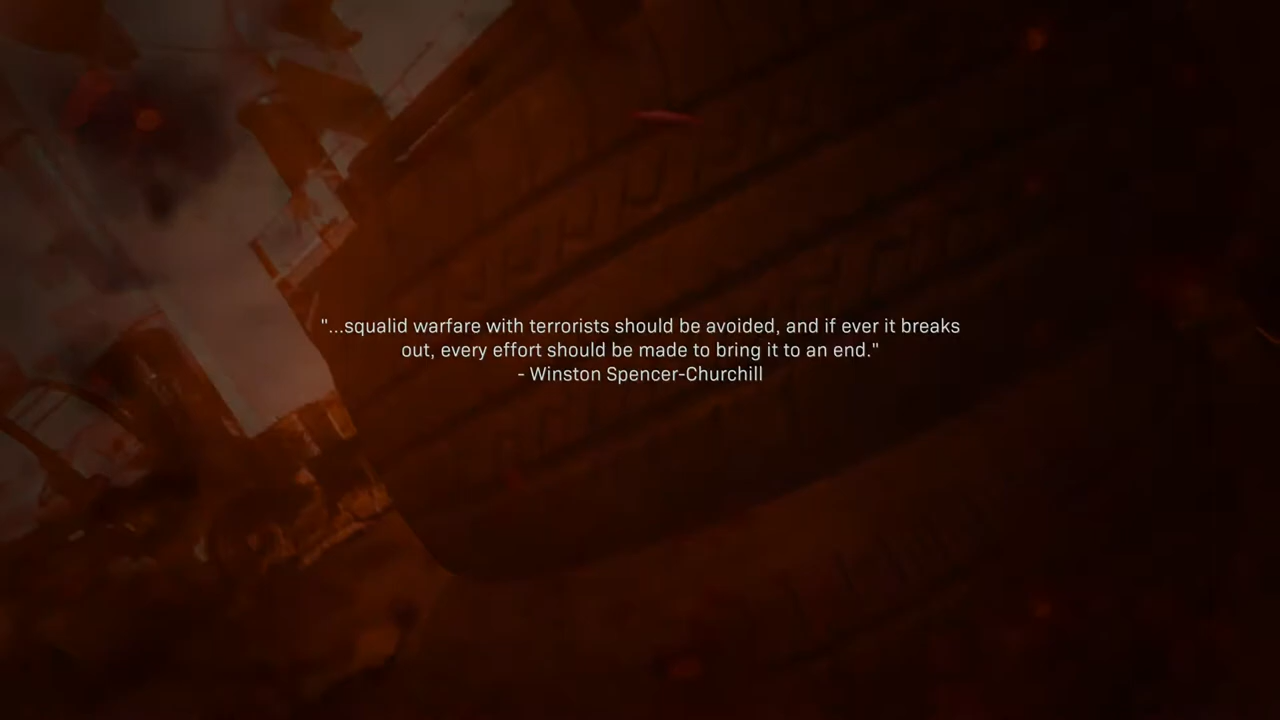 "...squalid warfare with terrorists should be avoided, and if ever it breaks
out, every effort should be made to bring it to an end."
- Winston Spencer-Churchill